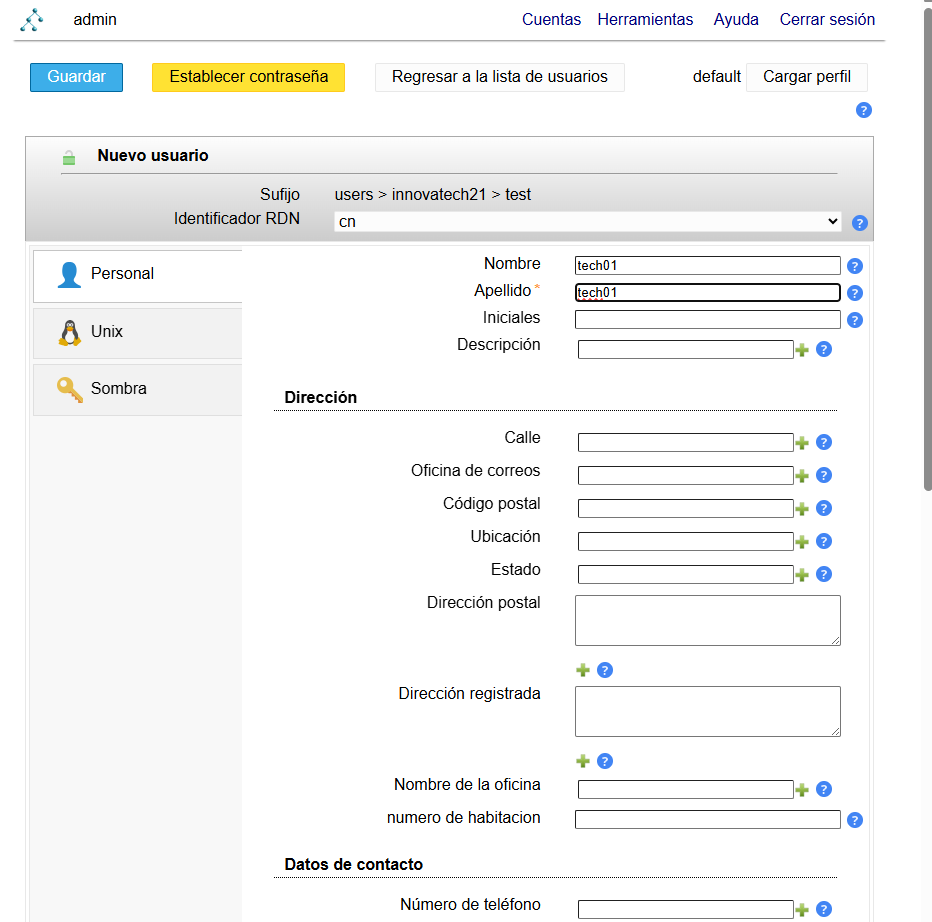 admin Cuentas Herramientas Ayuda Cerrar sesión
Guardar Establecer contraseña Regresar a la lista de usuarios default Cargar perfil
?
Nuevo usuario
Sufijo users > innovatech21 > test
Identificador RDN cn ?
Personal
Unix
Sombra
Nombre tech01 ?
Apellido * tech01 ?
Iniciales ?
Descripción ?
Dirección
Calle ?
Oficina de correos ?
Código postal ?
Ubicación ?
Estado ?
Dirección postal
?
Dirección registrada
?
Nombre de la oficina ?
numero de habitacion ?
Datos de contacto
Número de teléfono ?